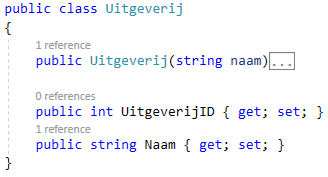 public class Uitgeverij
{
1 reference
public Uitgeverij(string naam)...
0 references
public int UitgeverijID { get; set; }
1 reference
public string Naam { get; set; }
}